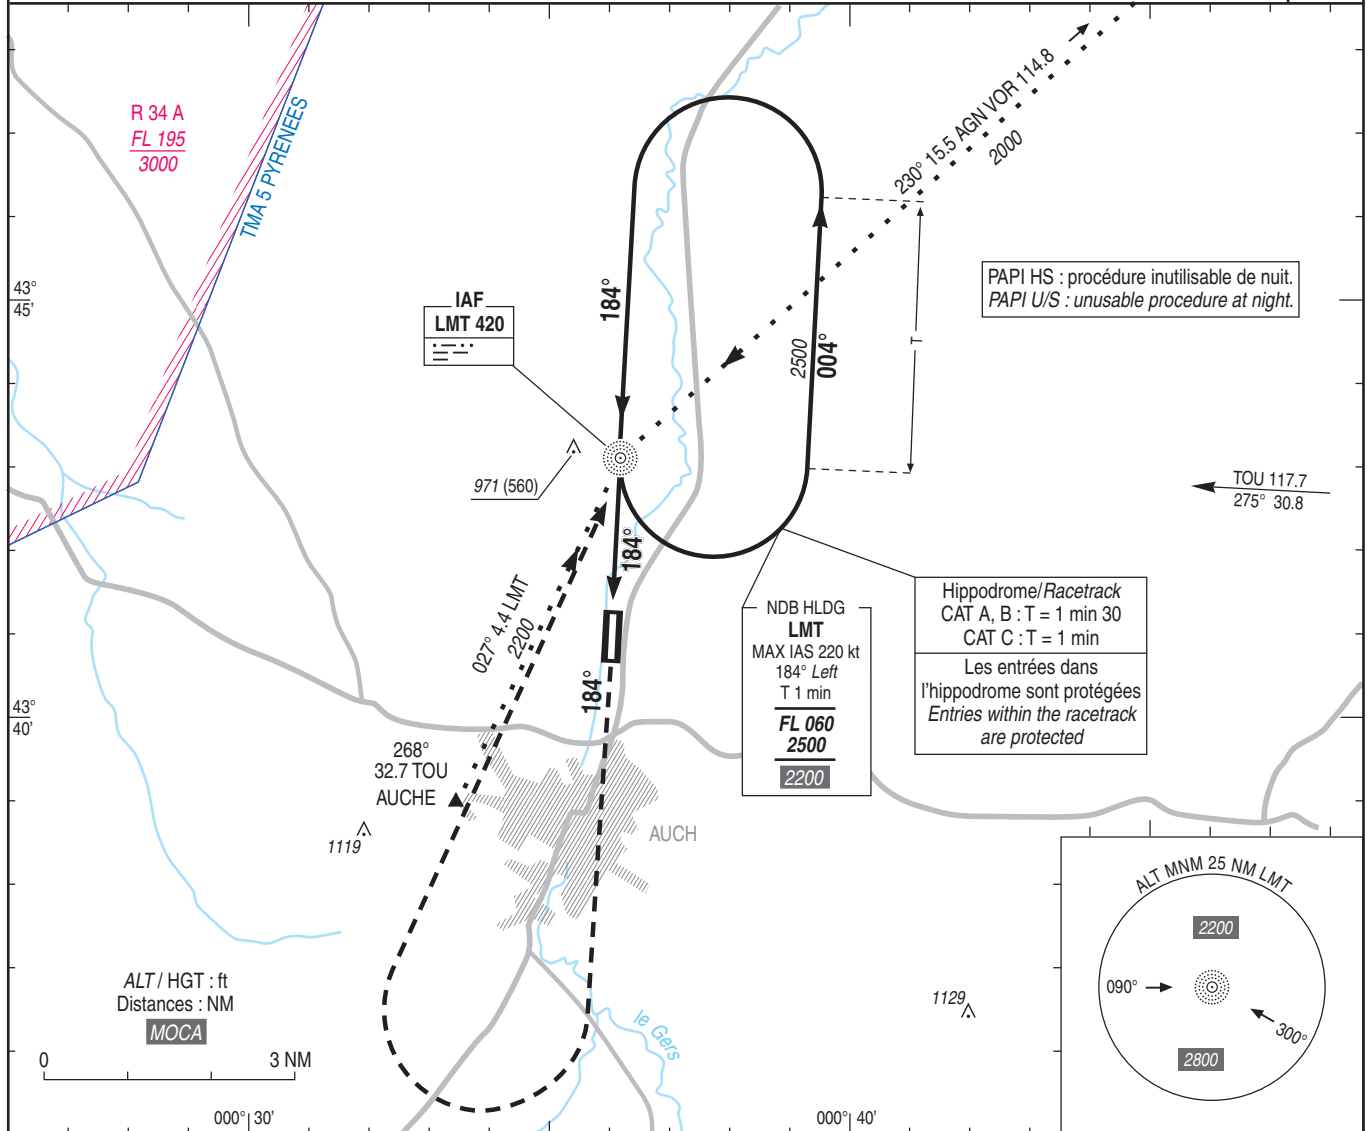 R 34 A
FL 195
3000
TMA 5 PYRENEES
230° 15.5 AGN VOR 114.8
2000
PAPI HS : procédure inutilisable de nuit.
PAPI U/S : unusable procedure at night.
43°
45'
IAF
LMT 420
184°
2500
004°
T
971 (560)
TOU 117.7
275° 30.8
184°
027° 4.4 LMT
2200
NDB HLDG
LMT
MAX IAS 220 kt
184° Left
T 1 min
FL 060
2500
2200
Hippodrome/Racetrack
CAT A, B : T = 1 min 30
CAT C : T = 1 min
Les entrées dans
l'hippodrome sont protégées
Entries within the racetrack
are protected
184°
43°
40'
268°
32.7 TOU
AUCHE
1119
AUCH
ALT MNM 25 NM LMT
2200
090°
300°
2800
1129
le Gers
ALT / HGT : ft
Distances : NM
MOCA
0 3 NM
000° 30'
000° 40'